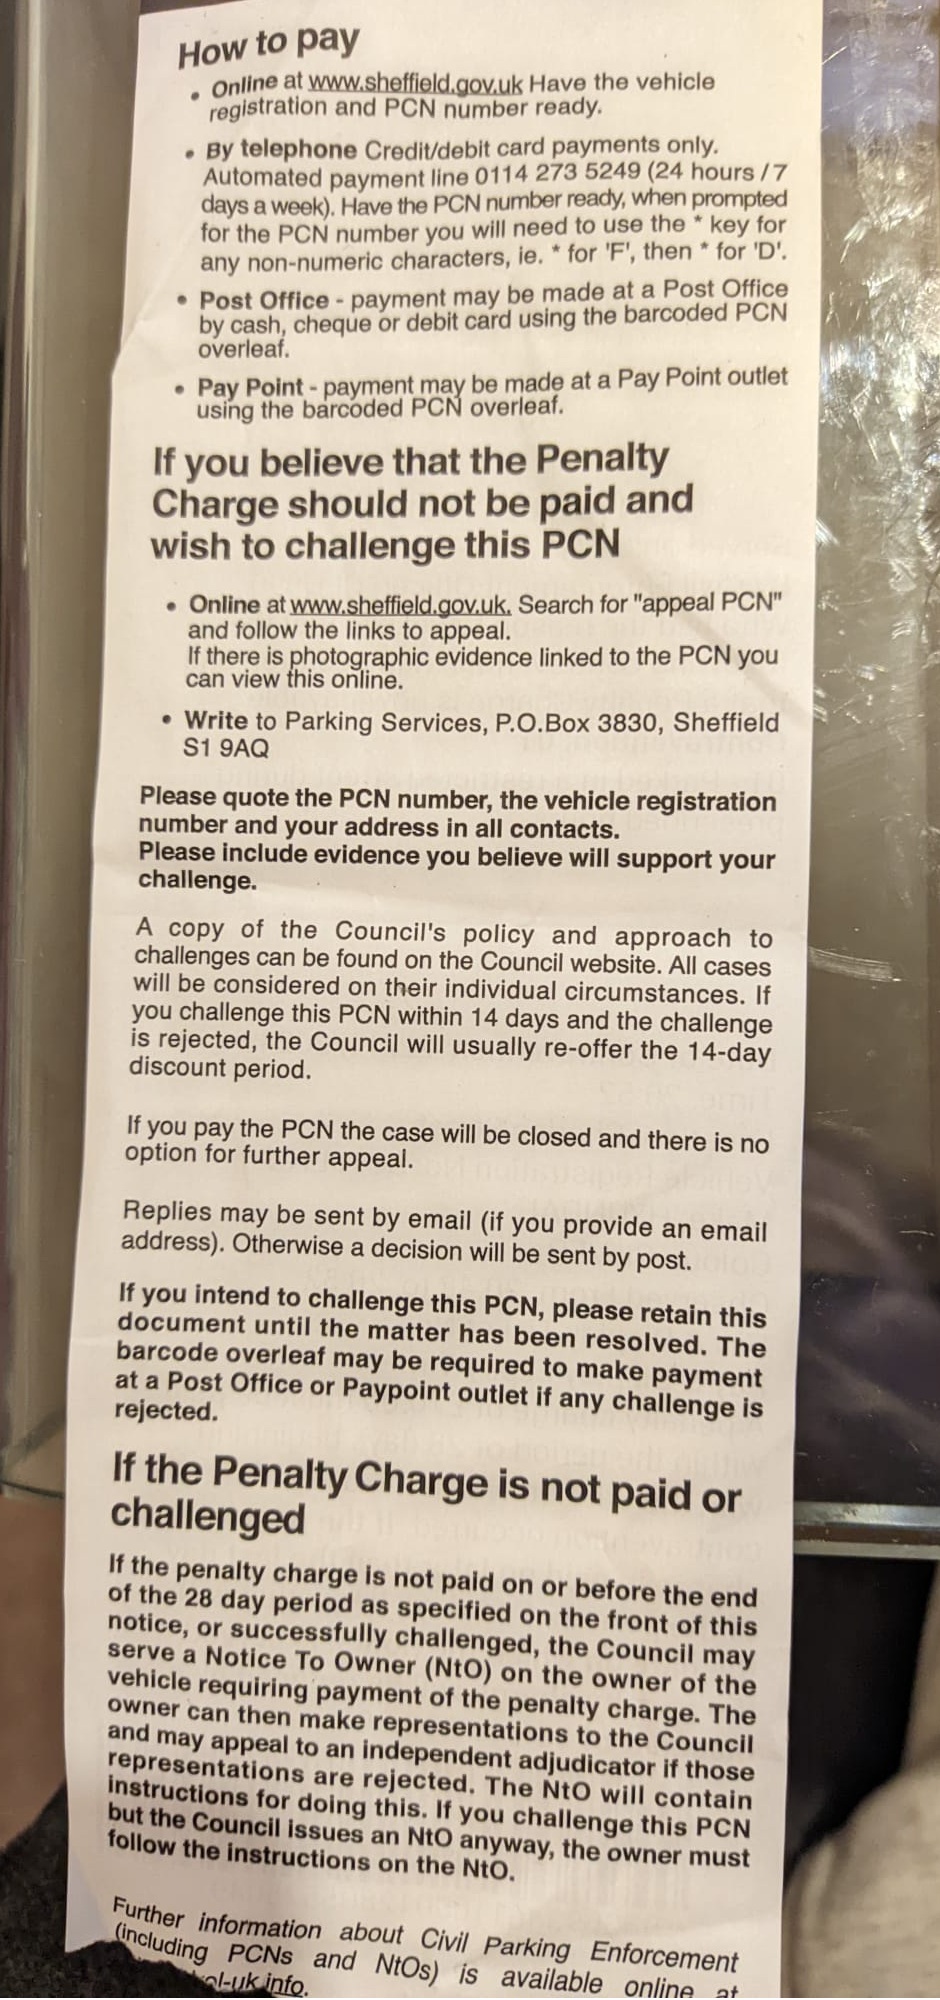 How to pay
• Online at www.sheffield.gov.uk Have the vehicle
registration and PCN number ready.
• By telephone Credit/debit card payments only.
Automated payment line 0114 273 5249 (24 hours / 7
days a week). Have the PCN number ready, when prompted
for the PCN number you will need to use the * key for
any non-numeric characters, ie. * for 'F', then * for 'D'.
• Post Office - payment may be made at a Post Office
by cash, cheque or debit card using the barcoded PCN
overleaf.
• Pay Point - payment may be made at a Pay Point outlet
using the barcoded PCN overleaf.
If you believe that the Penalty
Charge should not be paid and
wish to challenge this PCN
• Online at www.sheffield.gov.uk. Search for "appeal PCN"
and follow the links to appeal.
If there is photographic evidence linked to the PCN you
can view this online.
• Write to Parking Services, P.O.Box 3830, Sheffield
S1 9AQ
Please quote the PCN number, the vehicle registration
number and your address in all contacts.
Please include evidence you believe will support your
challenge.
A copy of the Council's policy and approach to
challenges can be found on the Council website. All cases
will be considered on their individual circumstances. If
you challenge this PCN within 14 days and the challenge
is rejected, the Council will usually re-offer the 14-day
discount period.
If you pay the PCN the case will be closed and there is no
option for further appeal.
Replies may be sent by email (if you provide an email
address). Otherwise a decision will be sent by post.
If you intend to challenge this PCN, please retain this
document until the matter has been resolved. The
barcode overleaf may be required to make payment
at a Post Office or Paypoint outlet if any challenge is
rejected.
If the Penalty Charge is not paid or
challenged
If the penalty charge is not paid on or before the end
of the 28 day period as specified on the front of this
notice, or successfully challenged, the Council may
serve a Notice To Owner (NtO) on the owner of the
vehicle requiring payment of the penalty charge. The
owner can then make representations to the Council
and may appeal to an independent adjudicator if those
representations are rejected. The NtO will contain
instructions for doing this. If you challenge this PCN
but the Council issues an NtO anyway, the owner must
follow the instructions on the NtO.
Further information about Civil Parking Enforcement
(including PCNs and NtOs) is available online at
ol-uk.info.